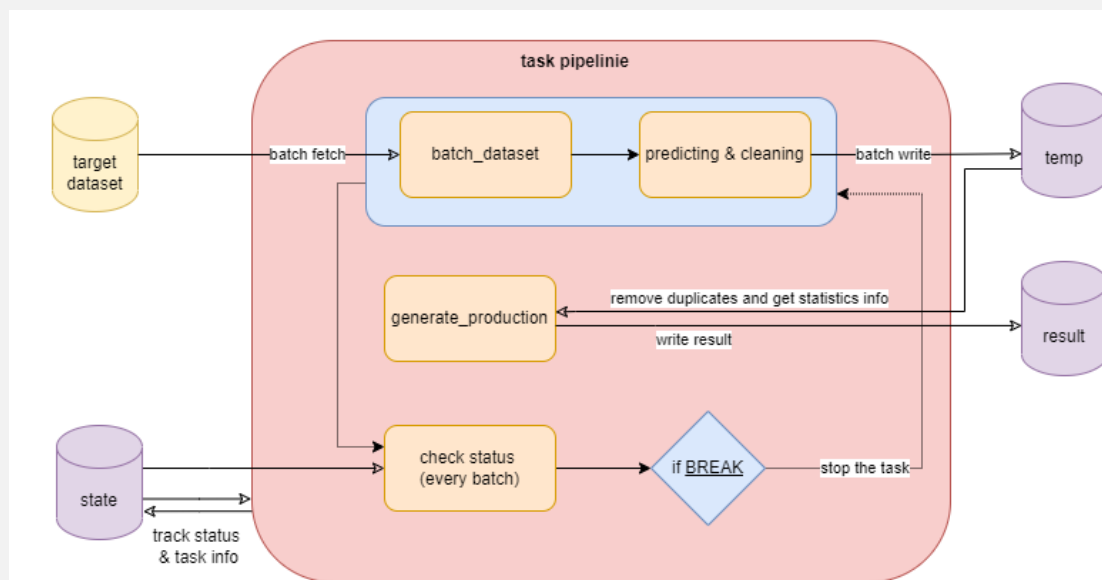 task pipelinie
target
dataset
batch fetch
batch_dataset
predicting & cleaning
batch write
temp
remove duplicates and get statistics info
generate_production
write result
result
state
check status
(every batch)
if BREAK
stop the task
track status
& task info